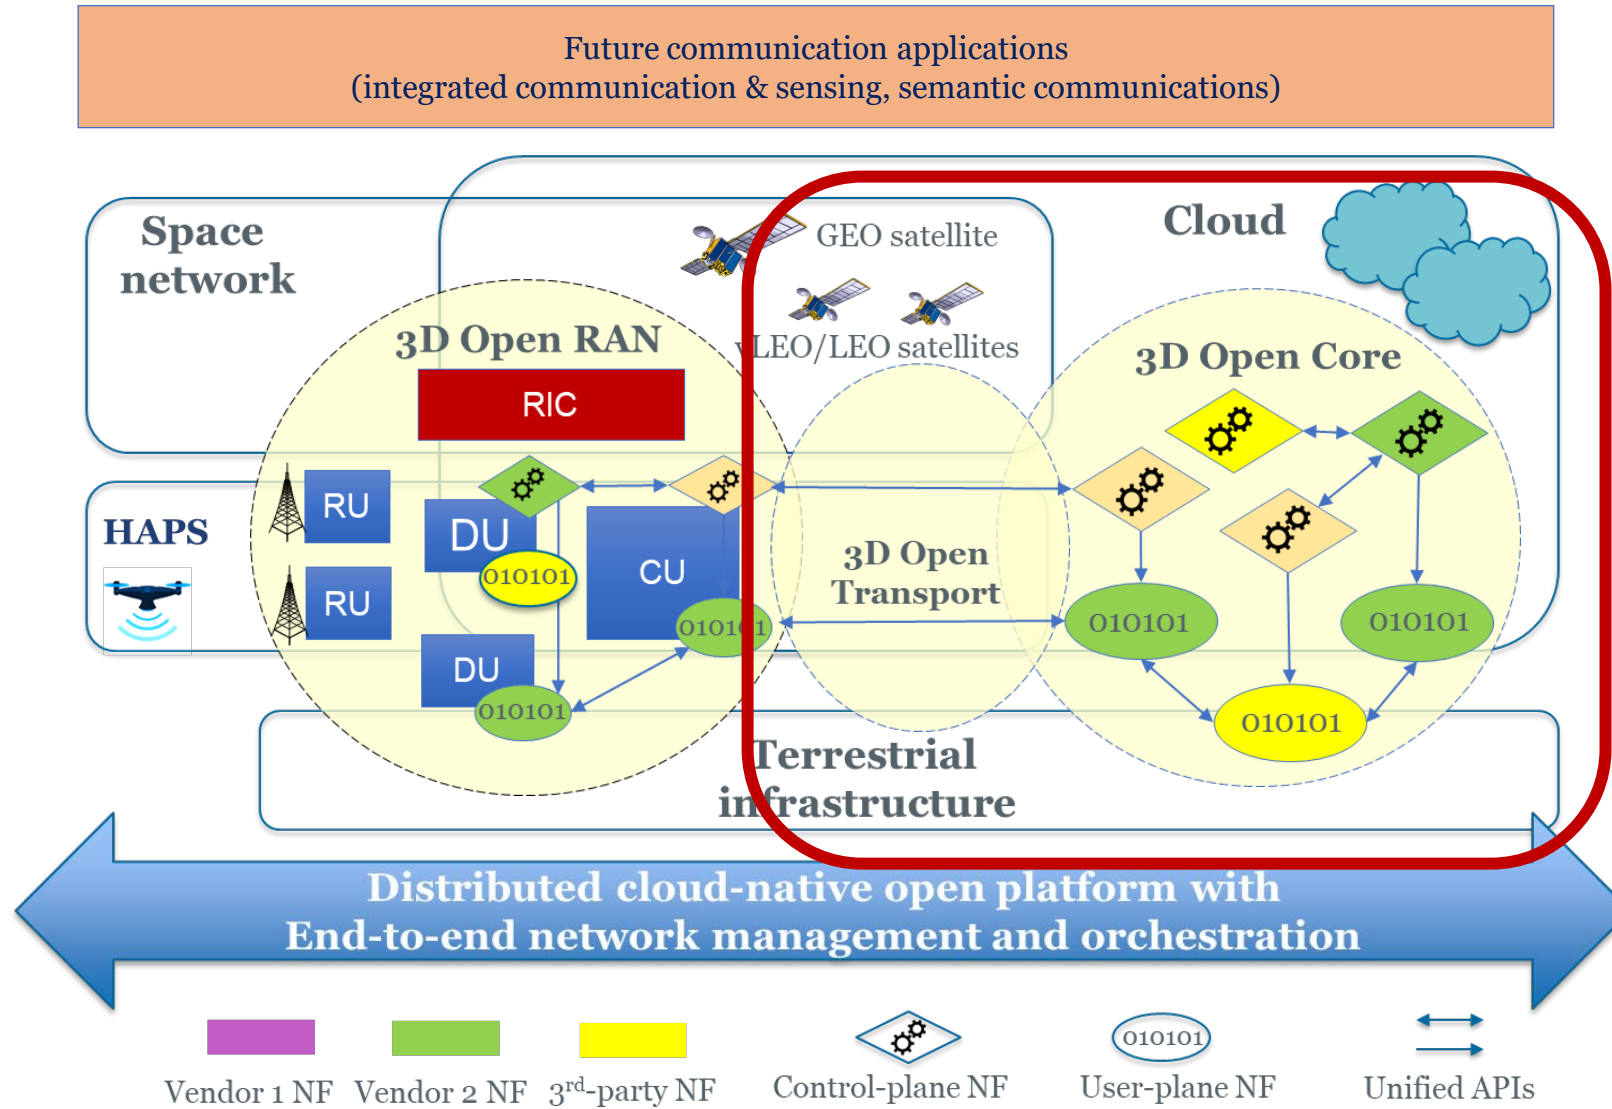 Future communication applications
(integrated communication & sensing, semantic communications)
Space
network
GEO satellite
vLEO/LEO satellites
Cloud
3D Open RAN
RIC
3D Open Core
HAPS
RU
RU
DU
010101
CU
010101
DU
010101
3D Open
Transport
010101
010101
010101
Terrestrial
infrastructure
Distributed cloud-native open platform with
End-to-end network management and orchestration
010101
Vendor 1 NF
Vendor 2 NF
3rd-party NF
Control-plane NF
User-plane NF
Unified APIs